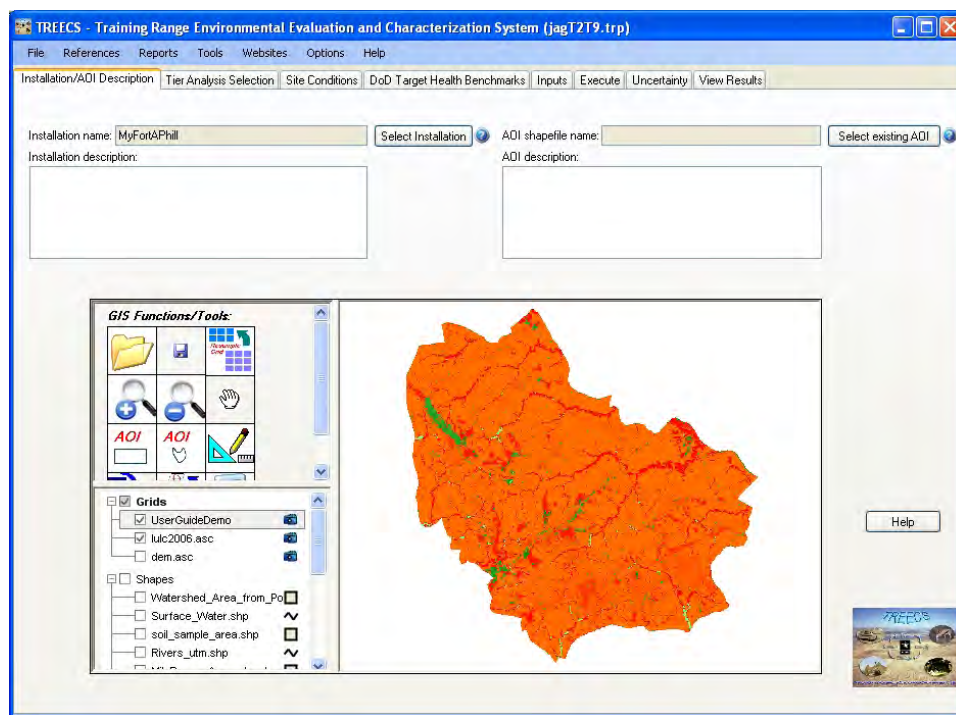 TREECS - Training Range Environmental Evaluation and Characterization System (jagT2T9.trp)
File References Reports Tools Websites Options Help
Installation/AOI Description Tier Analysis Selection Site Conditions DoD Target Health Benchmarks Inputs Execute Uncertainty View Results
Installation name: MyFortAPhill Select Installation ? AOI shapefile name: Select existing AOI ?
Installation description: AOI description:
GIS Functions/Tools:
AOI AOI
Grids
UserGuideDemo
lulc2006.asc
dem.asc
Shapes
Watershed_Area_from_Po
Surface_Water.shp
soil_sample_area.shp
Rivers_utm.shp
Help
TREECS